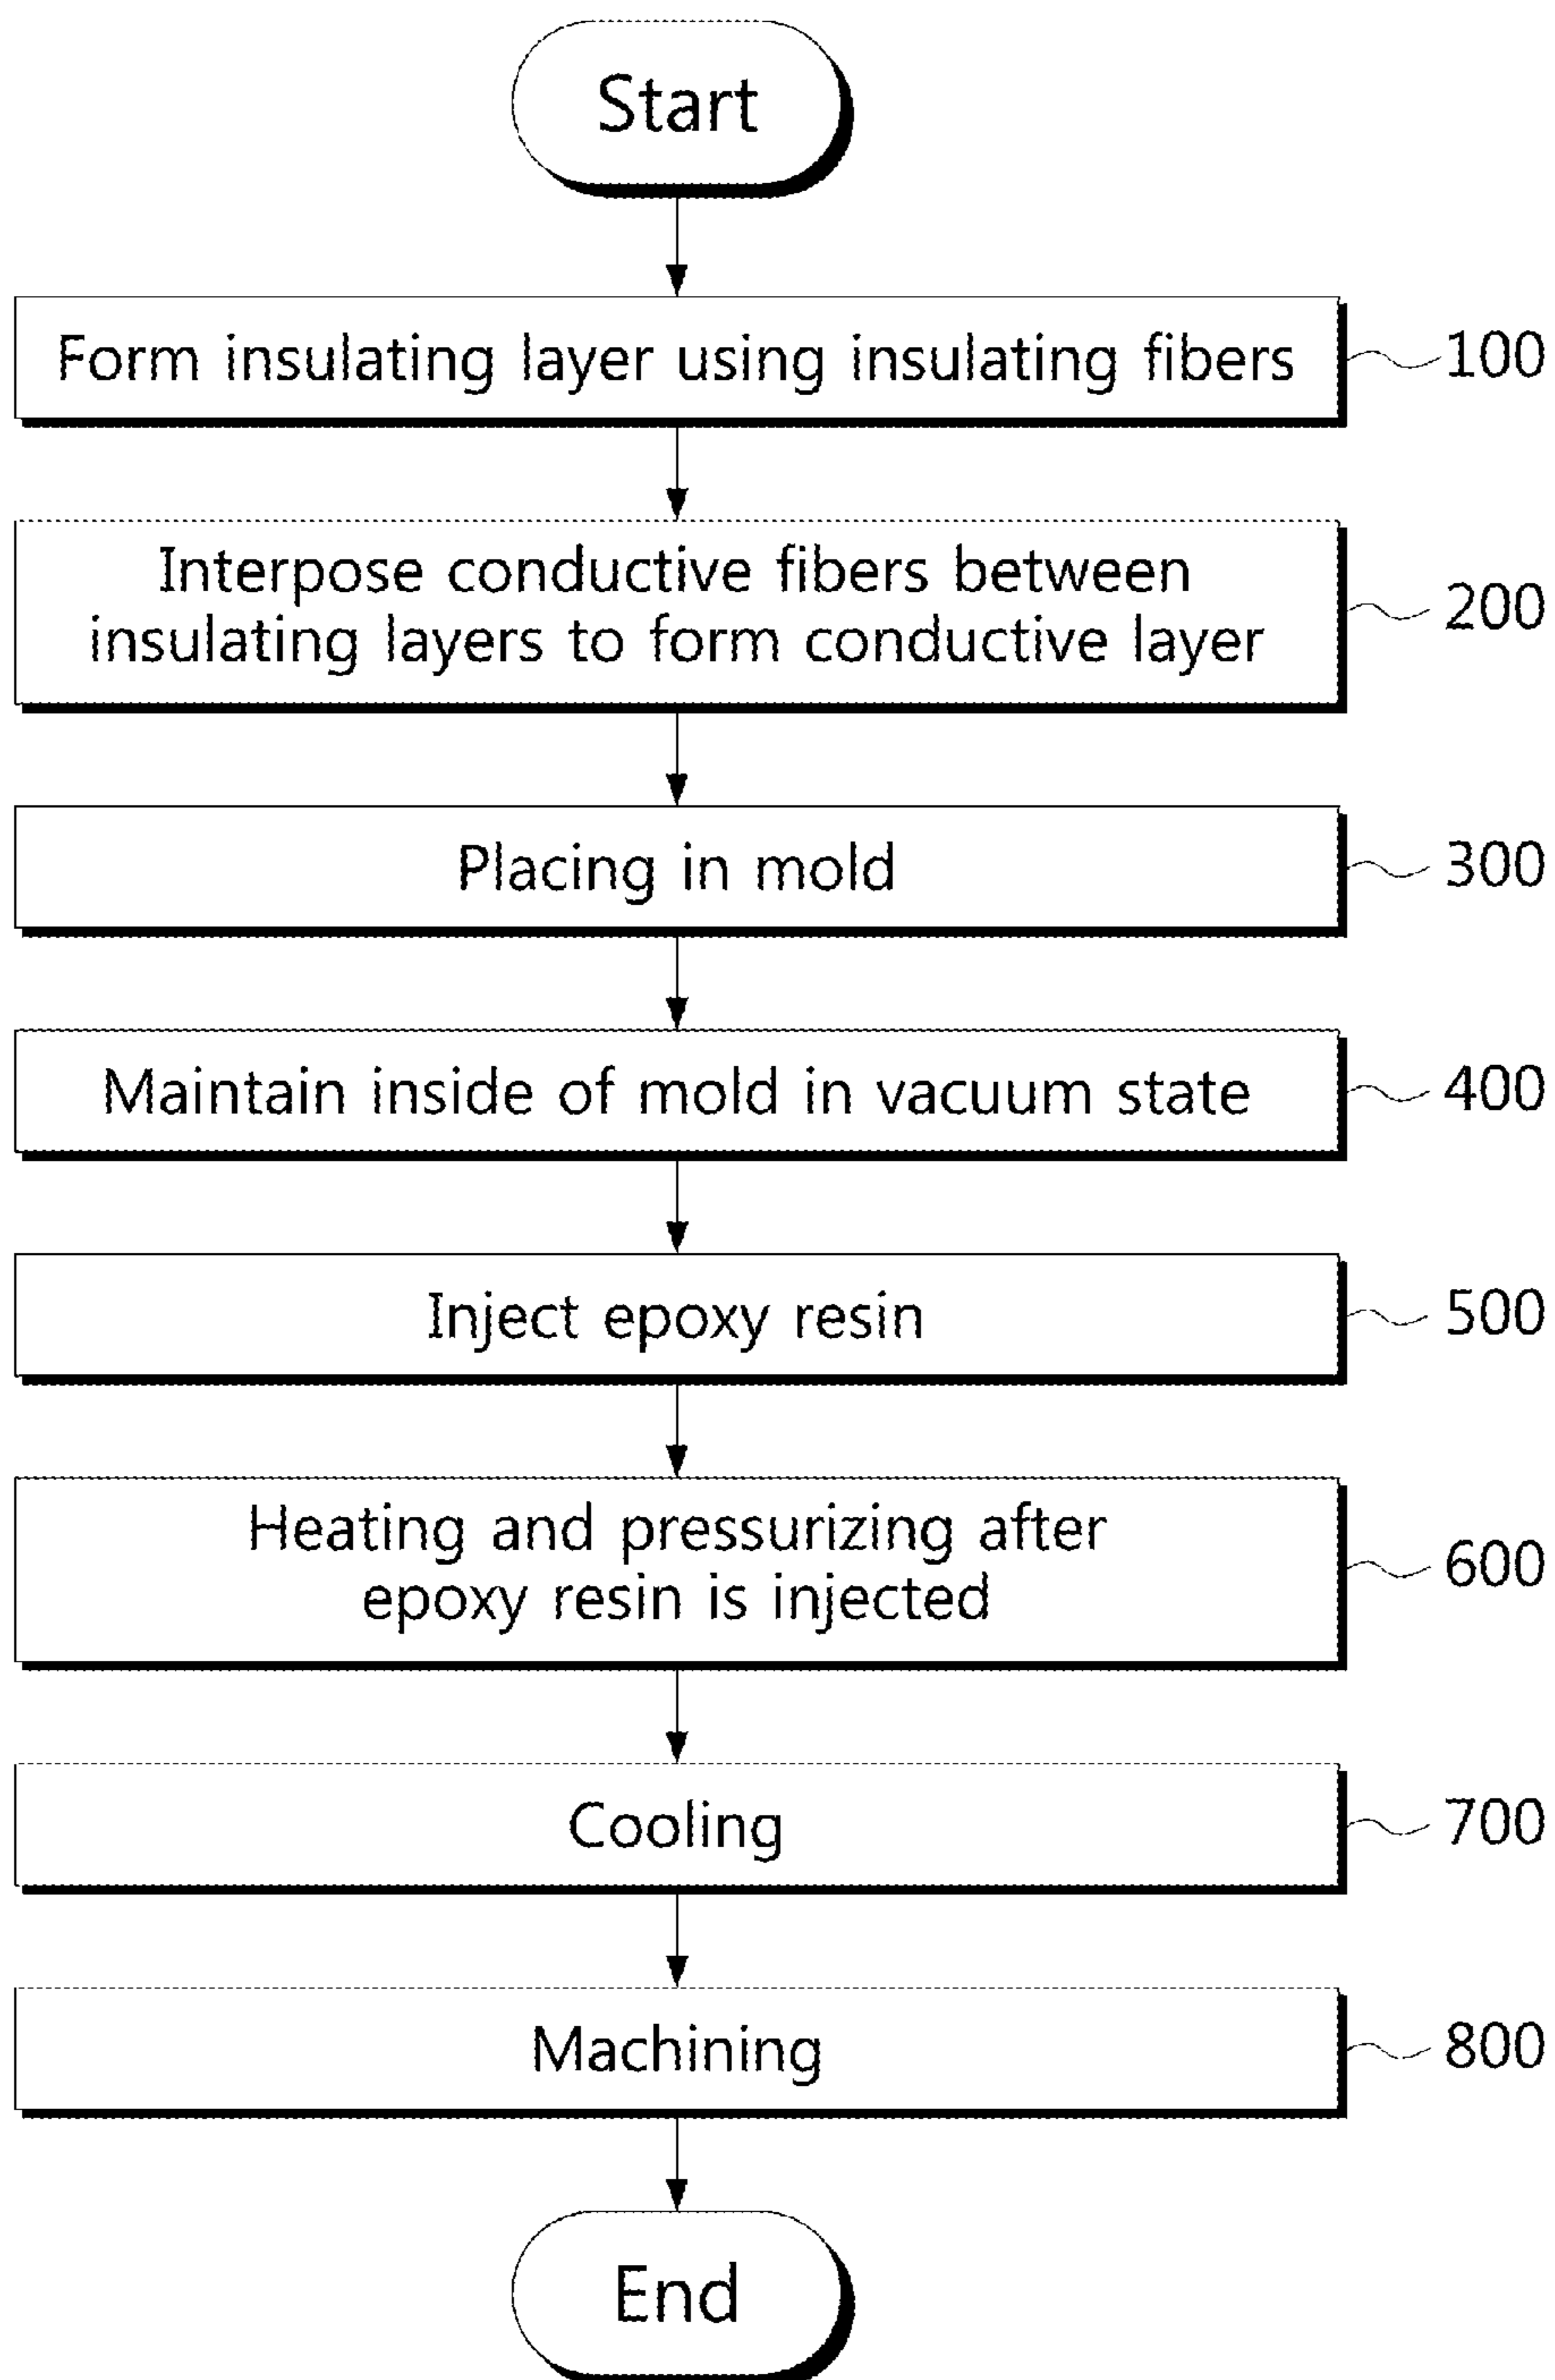 Start
Form insulating layer using insulating fibers
100
Interpose conductive fibers between
insulating layers to form conductive layer
200
Placing in mold
300
Maintain inside of mold in vacuum state
400
Inject epoxy resin
500
Heating and pressurizing after
epoxy resin is injected
600
Cooling
700
Machining
800
End